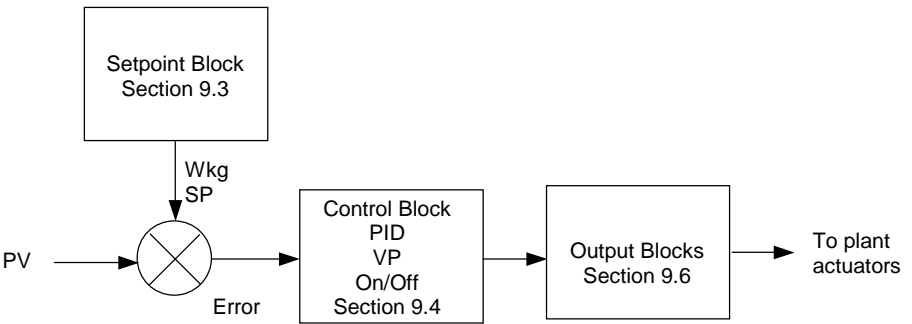 Setpoint Block
Section 9.3
Wkg
SP
PV
Error
Control Block
PID
VP
On/Off
Section 9.4
Output Blocks
Section 9.6
To plant
actuators